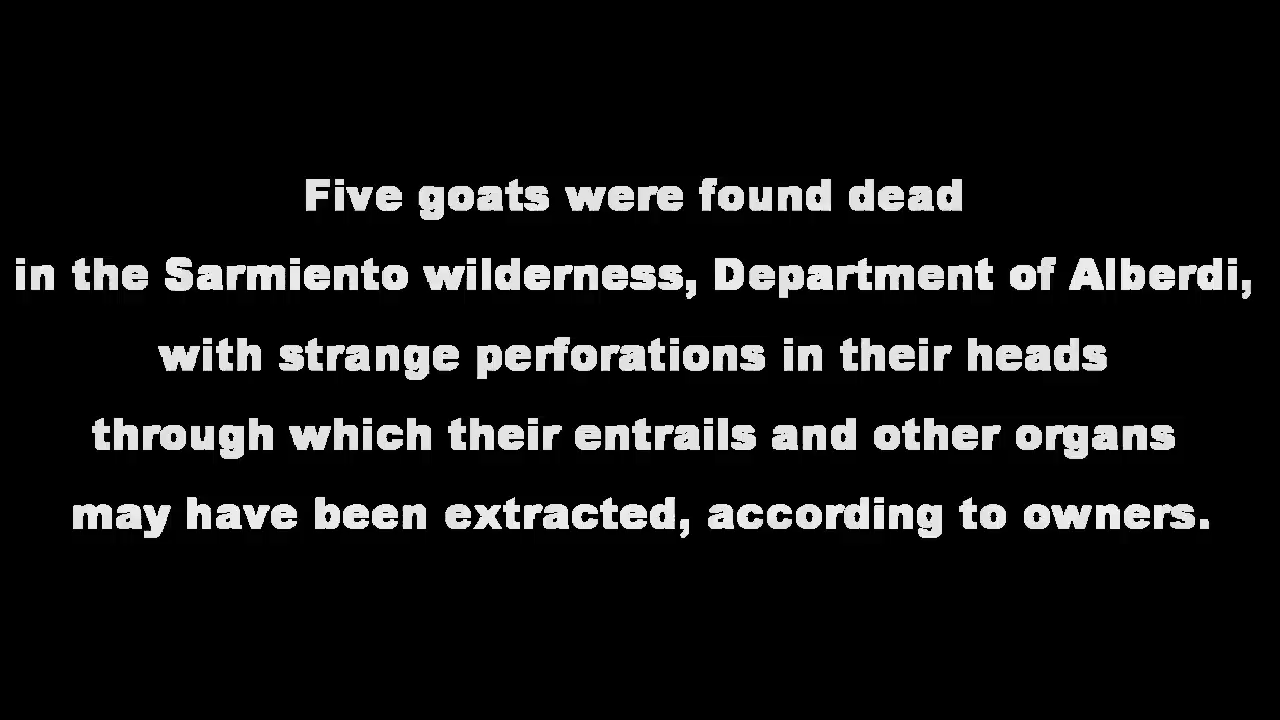 Five goats were found dead
in the Sarmiento wilderness, Department of Alberdi,
with strange perforations in their heads
through which their entrails and other organs
may have been extracted, according to owners.